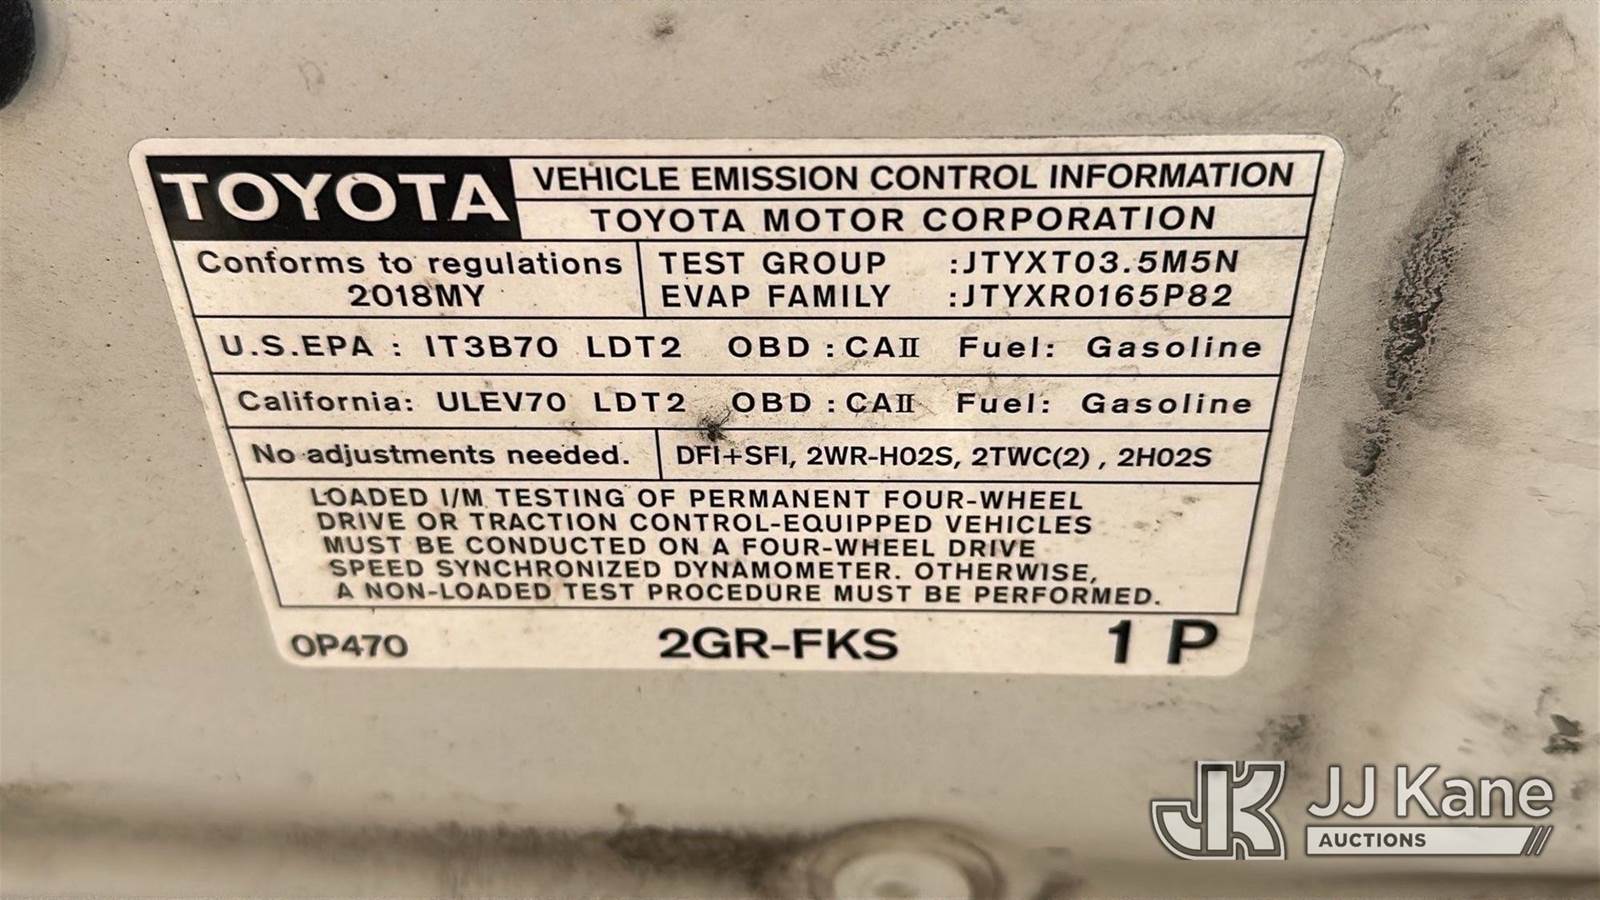 TOYOTA
VEHICLE EMISSION CONTROL INFORMATION
TOYOTA MOTOR CORPORATION
Conforms to regulations
2018MY
TEST GROUP :JTYXT03.5M5N
EVAP FAMILY :JTYXR0165P82
U.S.EPA : IT3B70 LDT2 OBD : CAII Fuel: Gasoline
California: ULEV70 LDT2 OBD : CAII Fuel: Gasoline
No adjustments needed.
DFI+SFI, 2WR-HO2S, 2TWC(2) , 2HO2S
LOADED I/M TESTING OF PERMANENT FOUR-WHEEL
DRIVE OR TRACTION CONTROL-EQUIPPED VEHICLES
MUST BE CONDUCTED ON A FOUR-WHEEL DRIVE
SPEED SYNCHRONIZED DYNAMOMETER. OTHERWISE,
A NON-LOADED TEST PROCEDURE MUST BE PERFORMED.
0P470 2GR-FKS 1 P
JK JJ Kane
AUCTIONS